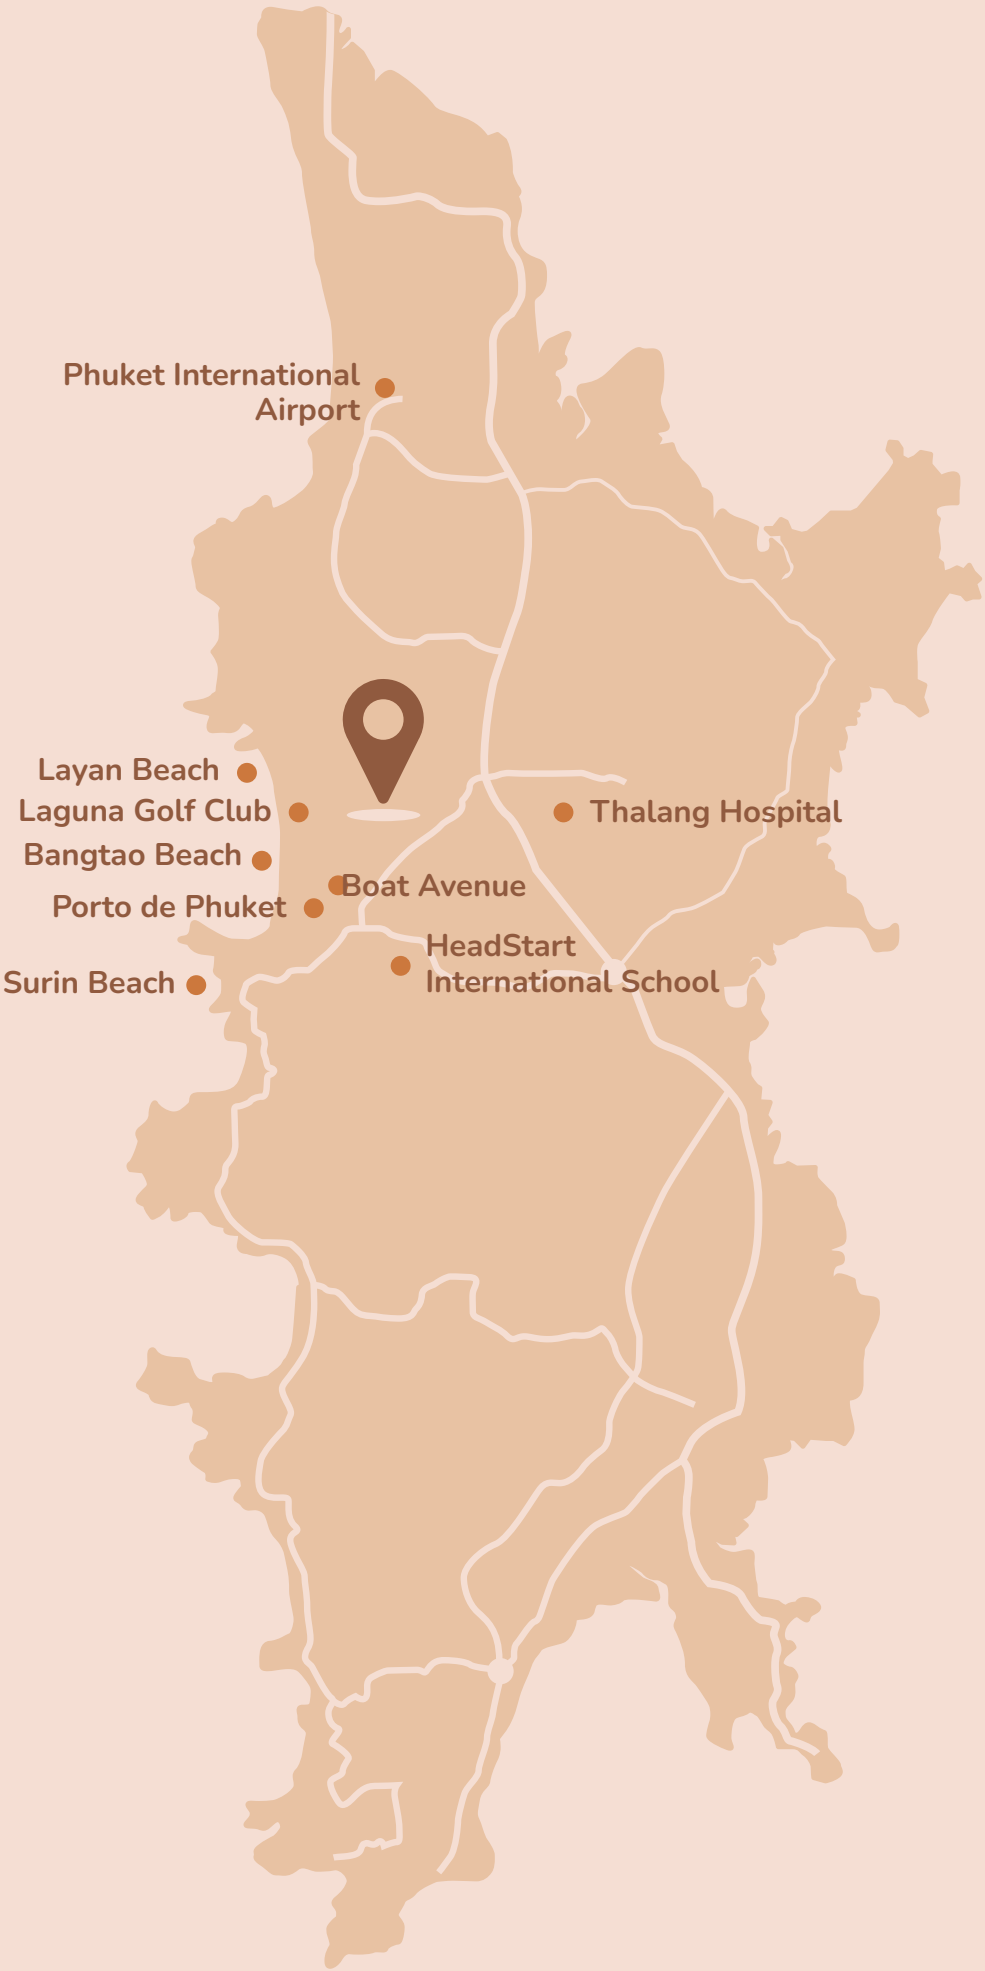 Phuket International
Airport
Layan Beach
Laguna Golf Club
Thalang Hospital
Bangtao Beach
Boat Avenue
Porto de Phuket
HeadStart
International School
Surin Beach